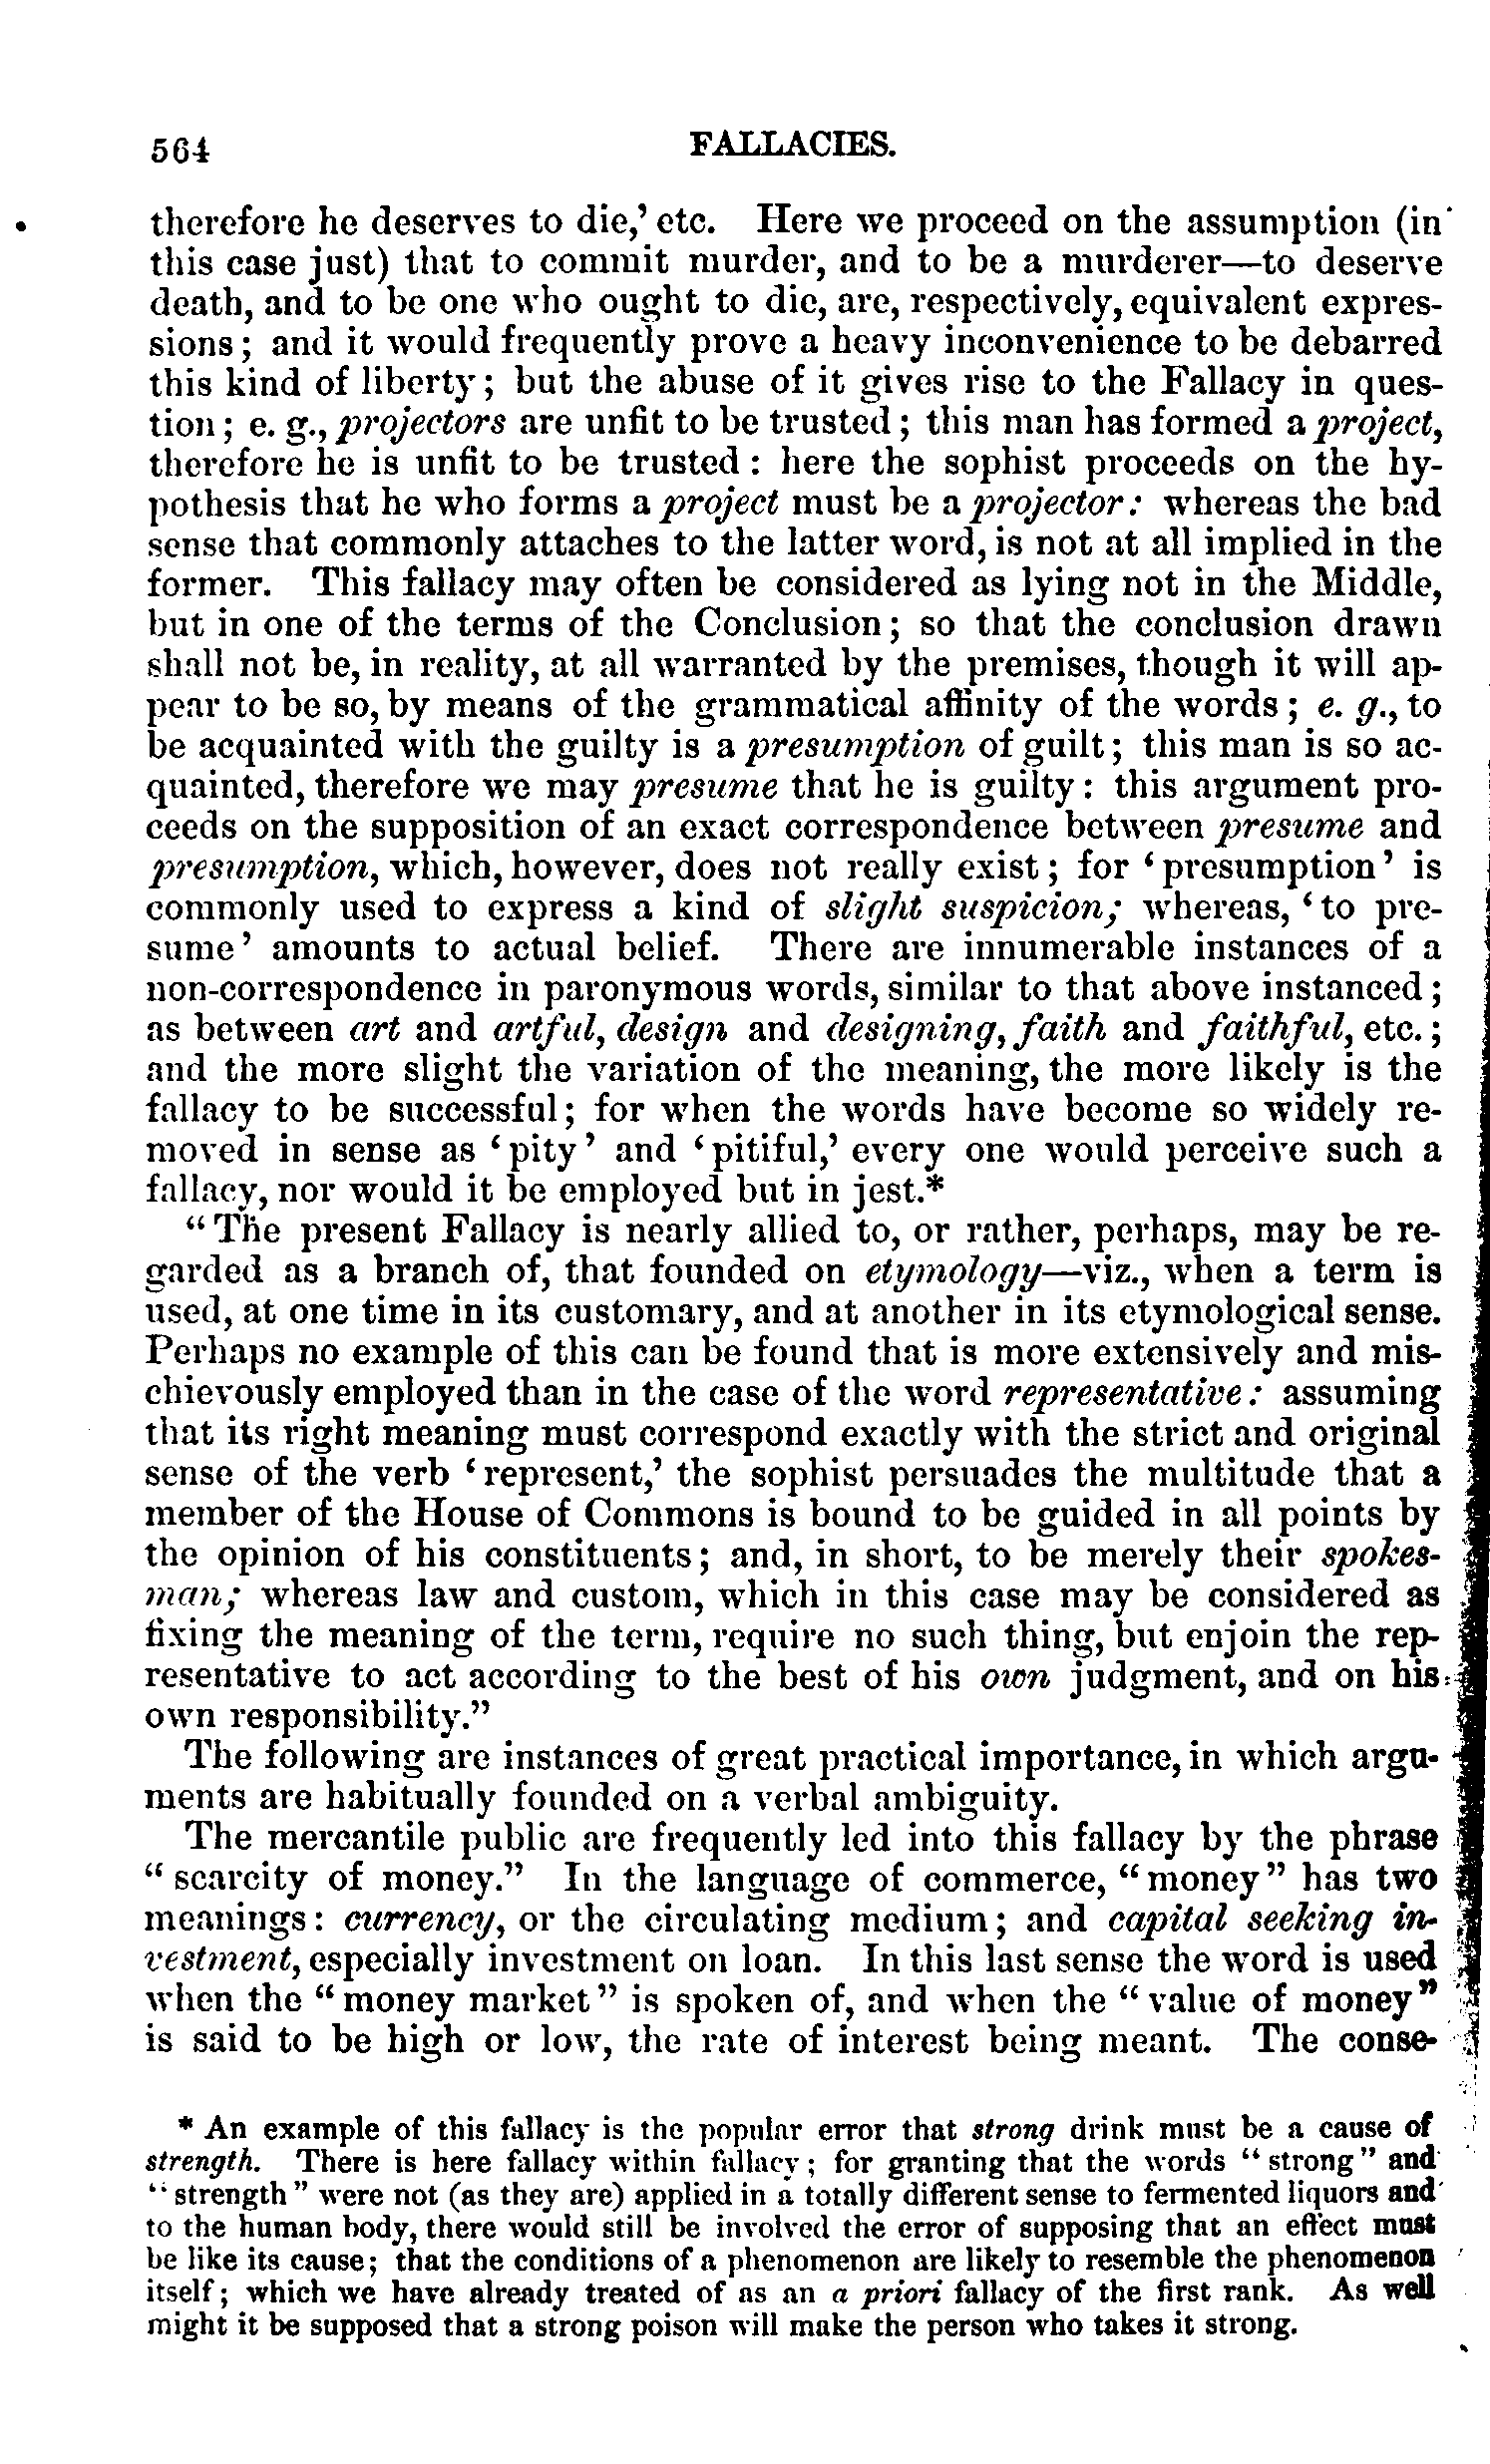 564 FALLACIES.
therefore he deserves to die,’ etc. Here we proceed on the assumption (in
this case just) that to commit murder, and to be a murderer—to deserve
death, and to be one who ought to die, are, respectively, equivalent expres-
sions; and it would frequently prove a heavy inconvenience to be debarred
this kind of liberty; but the abuse of it gives rise to the Fallacy in ques-
tion; e. g., projectors are unfit to be trusted; this man has formed a project,
therefore he is unfit to be trusted: here the sophist proceeds on the hy-
pothesis that he who forms a project must be a projector: whereas the bad
sense that commonly attaches to the latter word, is not at all implied in the
former. This fallacy may often be considered as lying not in the Middle,
but in one of the terms of the Conclusion; so that the conclusion drawn
shall not be, in reality, at all warranted by the premises, though it will ap-
pear to be so, by means of the grammatical affinity of the words; e. g., to
be acquainted with the guilty is a presumption of guilt; this man is so ac-
quainted, therefore we may presume that he is guilty: this argument pro-
ceeds on the supposition of an exact correspondence between presume and
presumption, which, however, does not really exist; for ‘presumption’ is
commonly used to express a kind of slight suspicion; whereas, ‘to pre-
sume’ amounts to actual belief. There are innumerable instances of a
non-correspondence in paronymous words, similar to that above instanced;
as between art and artful, design and designing, faith and faithful, etc.;
and the more slight the variation of the meaning, the more likely is the
fallacy to be successful; for when the words have become so widely re-
moved in sense as ‘pity’ and ‘pitiful,’ every one would perceive such a
fallacy, nor would it be employed but in jest.*
“The present Fallacy is nearly allied to, or rather, perhaps, may be re-
garded as a branch of, that founded on etymology—viz., when a term is
used, at one time in its customary, and at another in its etymological sense.
Perhaps no example of this can be found that is more extensively and mis-
chievously employed than in the case of the word representative: assuming
that its right meaning must correspond exactly with the strict and original
sense of the verb ‘represent,’ the sophist persuades the multitude that a
member of the House of Commons is bound to be guided in all points by
the opinion of his constituents; and, in short, to be merely their spokes-
man; whereas law and custom, which in this case may be considered as
fixing the meaning of the term, require no such thing, but enjoin the rep-
resentative to act according to the best of his own judgment, and on his
own responsibility.”
The following are instances of great practical importance, in which argu-
ments are habitually founded on a verbal ambiguity.
The mercantile public are frequently led into this fallacy by the phrase
“scarcity of money.” In the language of commerce, “money” has two
meanings: currency, or the circulating medium; and capital seeking in-
vestment, especially investment on loan. In this last sense the word is used
when the “money market” is spoken of, and when the “value of money”
is said to be high or low, the rate of interest being meant. The conse-
* An example of this fallacy is the popular error that strong drink must be a cause of
strength. There is here fallacy within fallacy; for granting that the words “strong” and
“strength” were not (as they are) applied in a totally different sense to fermented liquors and
to the human body, there would still be involved the error of supposing that an effect must
be like its cause; that the conditions of a phenomenon are likely to resemble the phenomenon
itself; which we have already treated of as an a priori fallacy of the first rank. As well
might it be supposed that a strong poison will make the person who takes it strong.